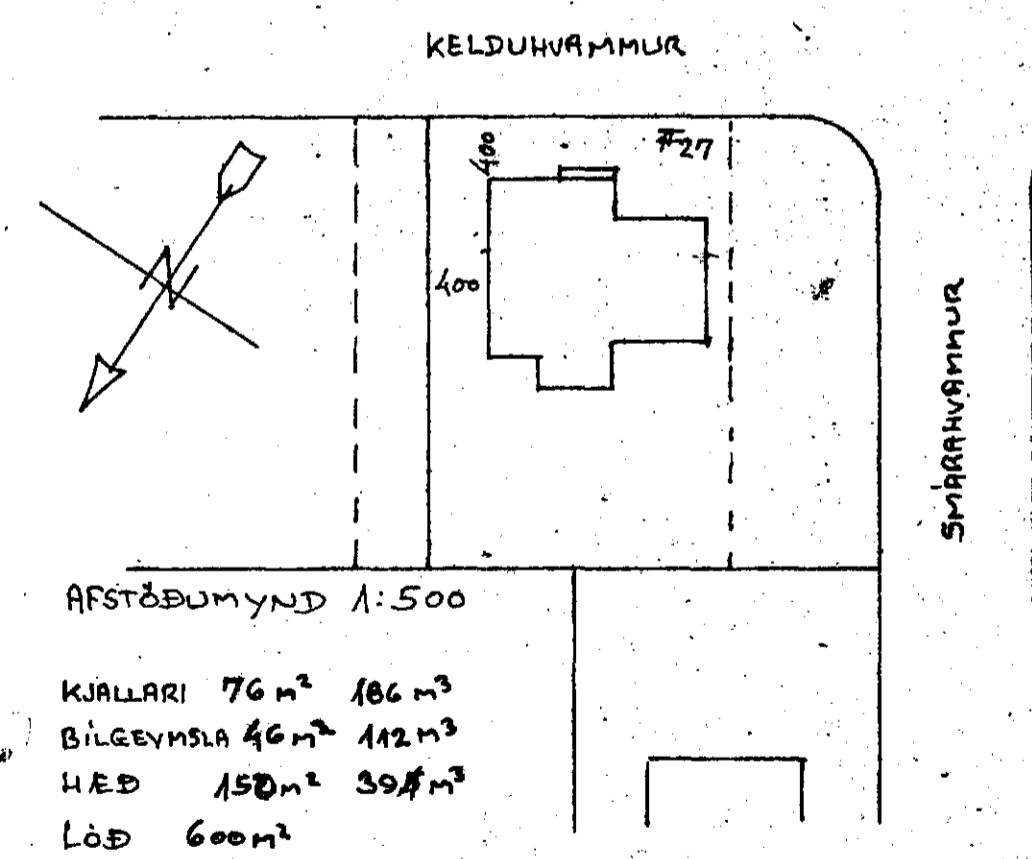 KELDUHVAMMUR
400
#27
N
400
SMÁRAHVAMMUR
AFSTÖÐUMYND 1:500
KJALLARI 76 m² 186 m³
BÍLGEYMSLA 46 m² 112 m³
HÆÐ 150 m² m³
LÓÐ 600 m²